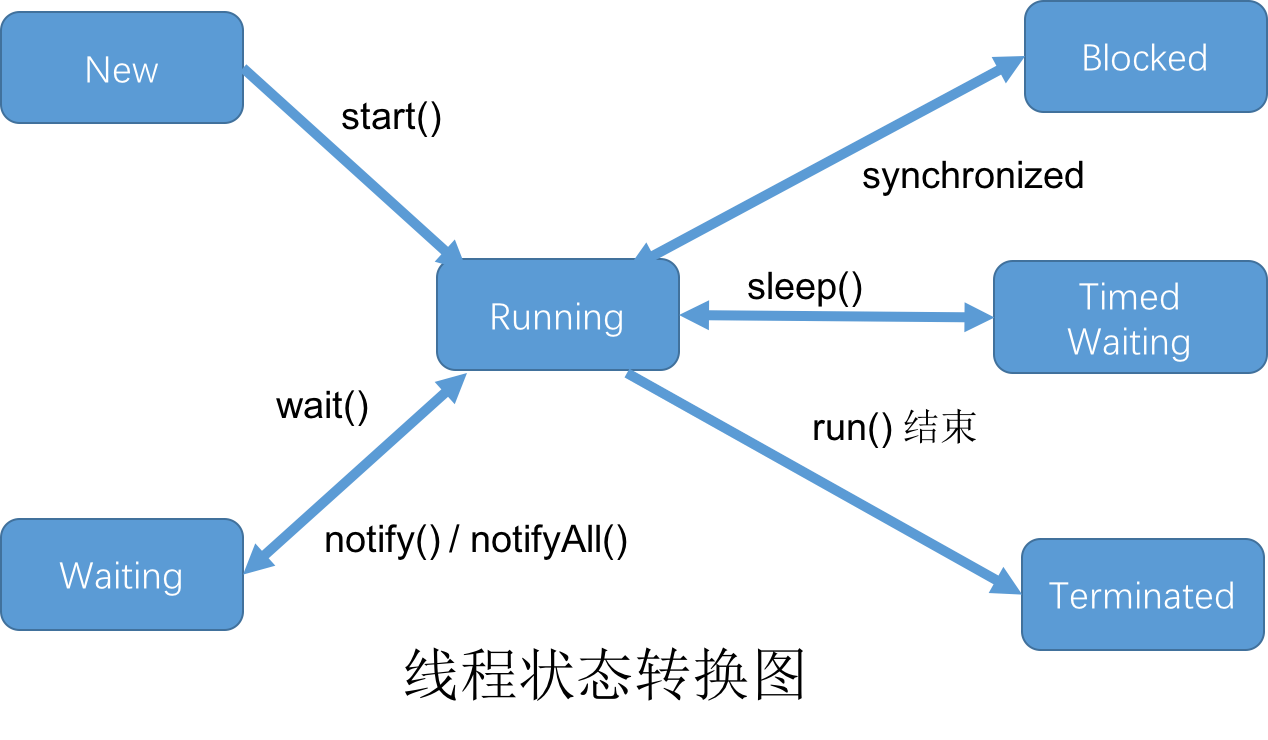 New
Blocked
start()
synchronized
sleep()
Running
Timed
Waiting
wait()
run() 结束
notify() / notifyAll()
Waiting
Terminated
线程状态转换图